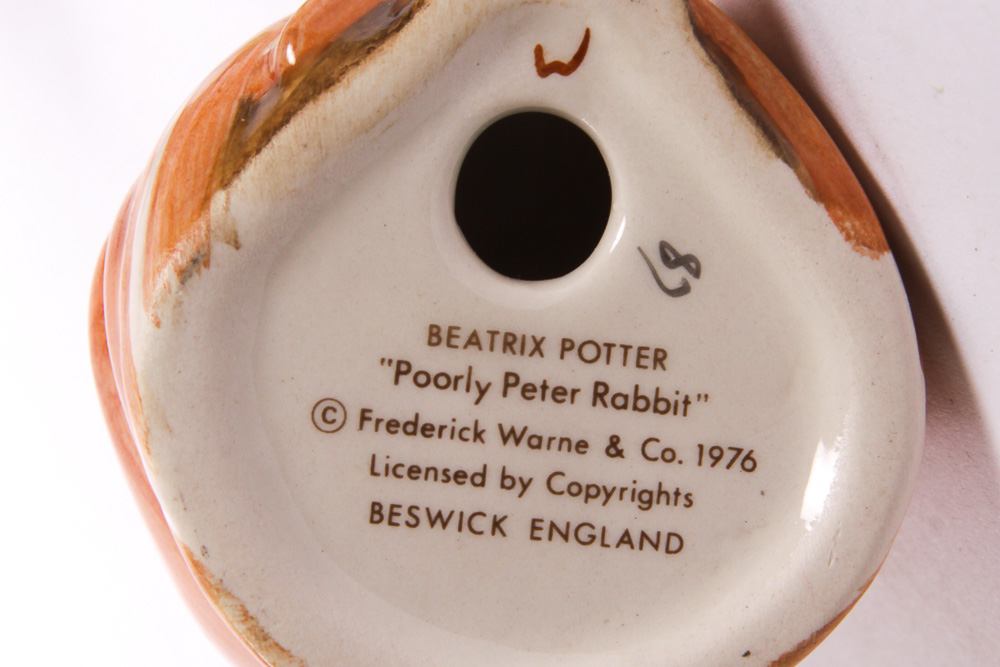 W
BEATRIX POTTER
"Poorly Peter Rabbit"
© Frederick Warne & Co. 1976
Licensed by Copyrights
BESWICK ENGLAND